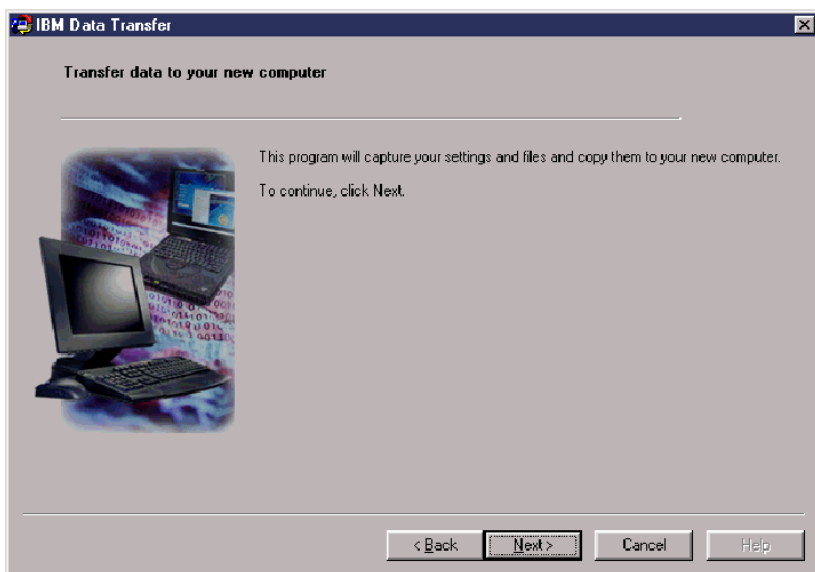 IBM Data Transfer
Transfer data to your new computer
This program will capture your settings and files and copy them to your new computer.
To continue, click Next.
< Back
Next >
Cancel
Help